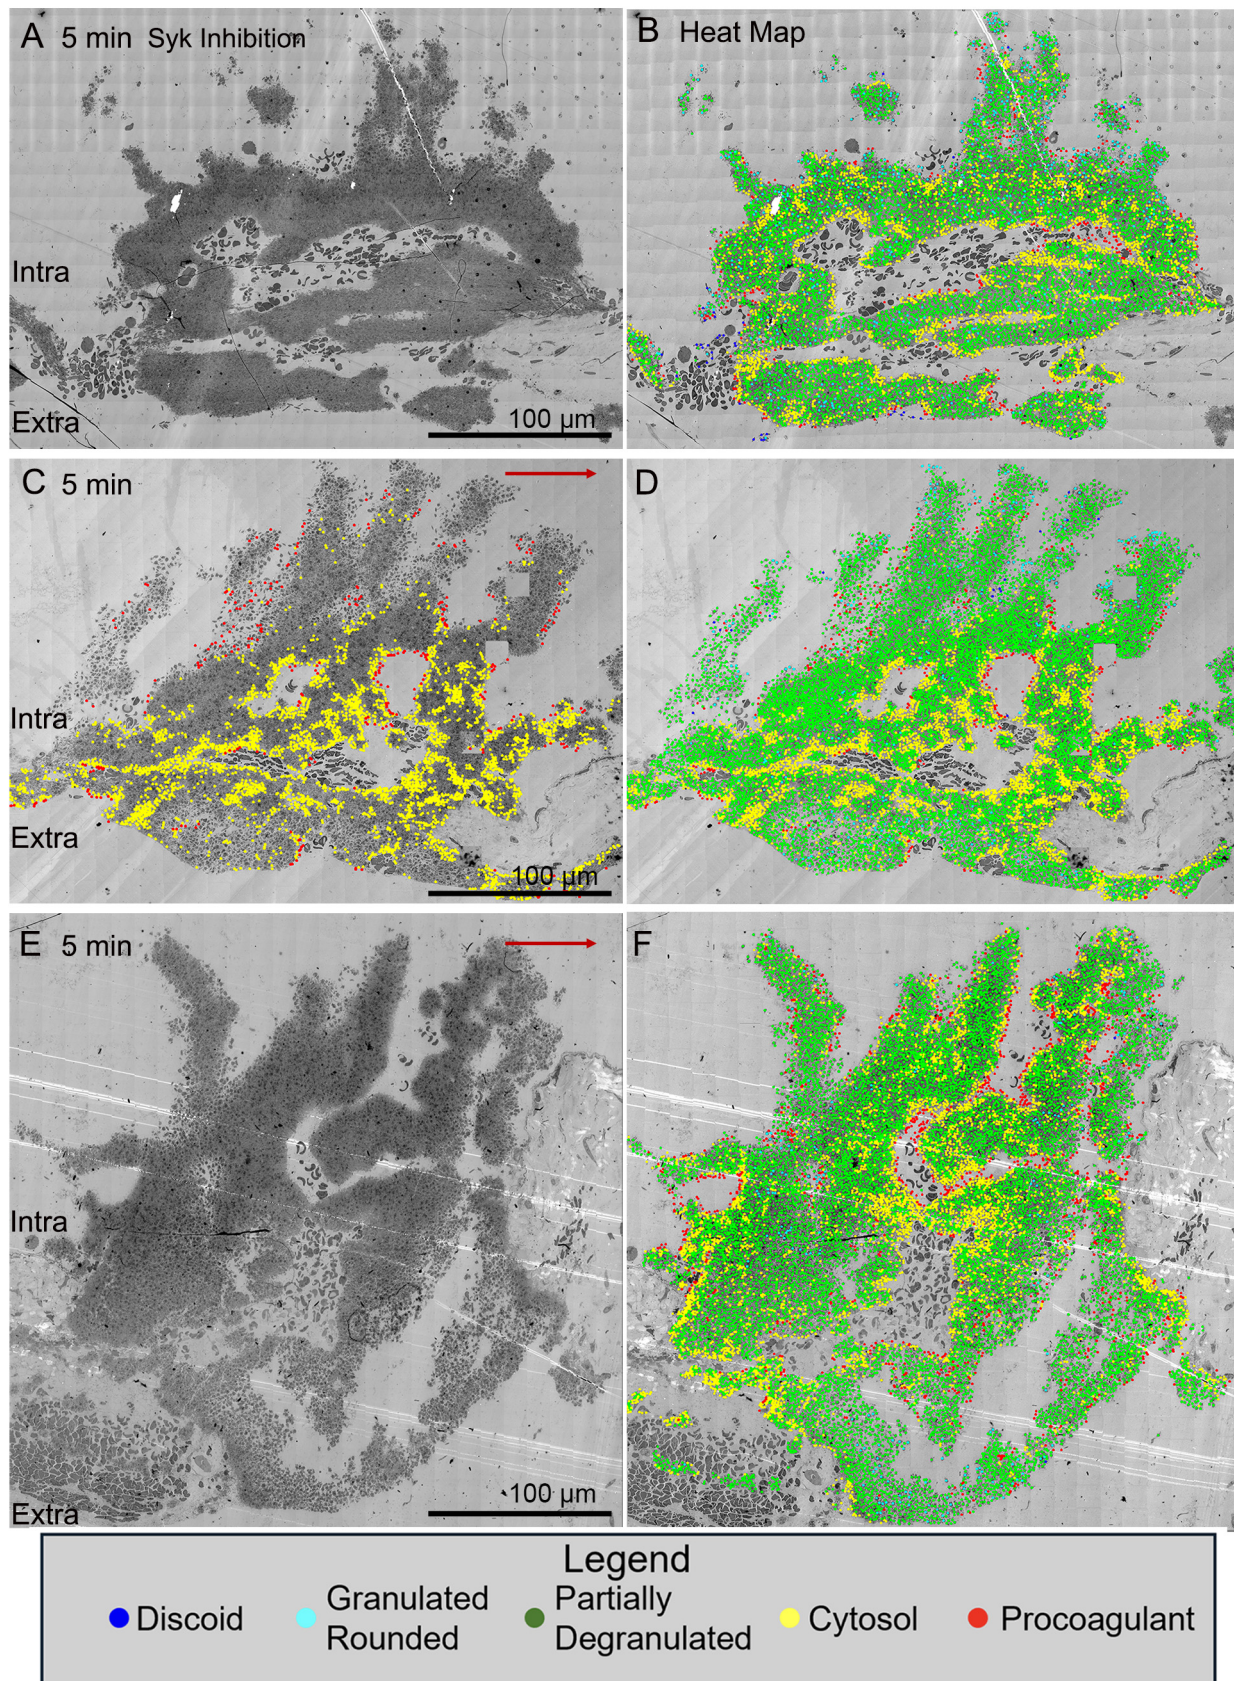 A 5 min Syk Inhibition
B Heat Map
Intra
Extra
100 µm
C 5 min
D
Intra
Extra
100 µm
E 5 min
F
Intra
Extra
100 µm
Legend
Discoid
Granulated
Rounded
Partially
Degranulated
Cytosol
Procoagulant